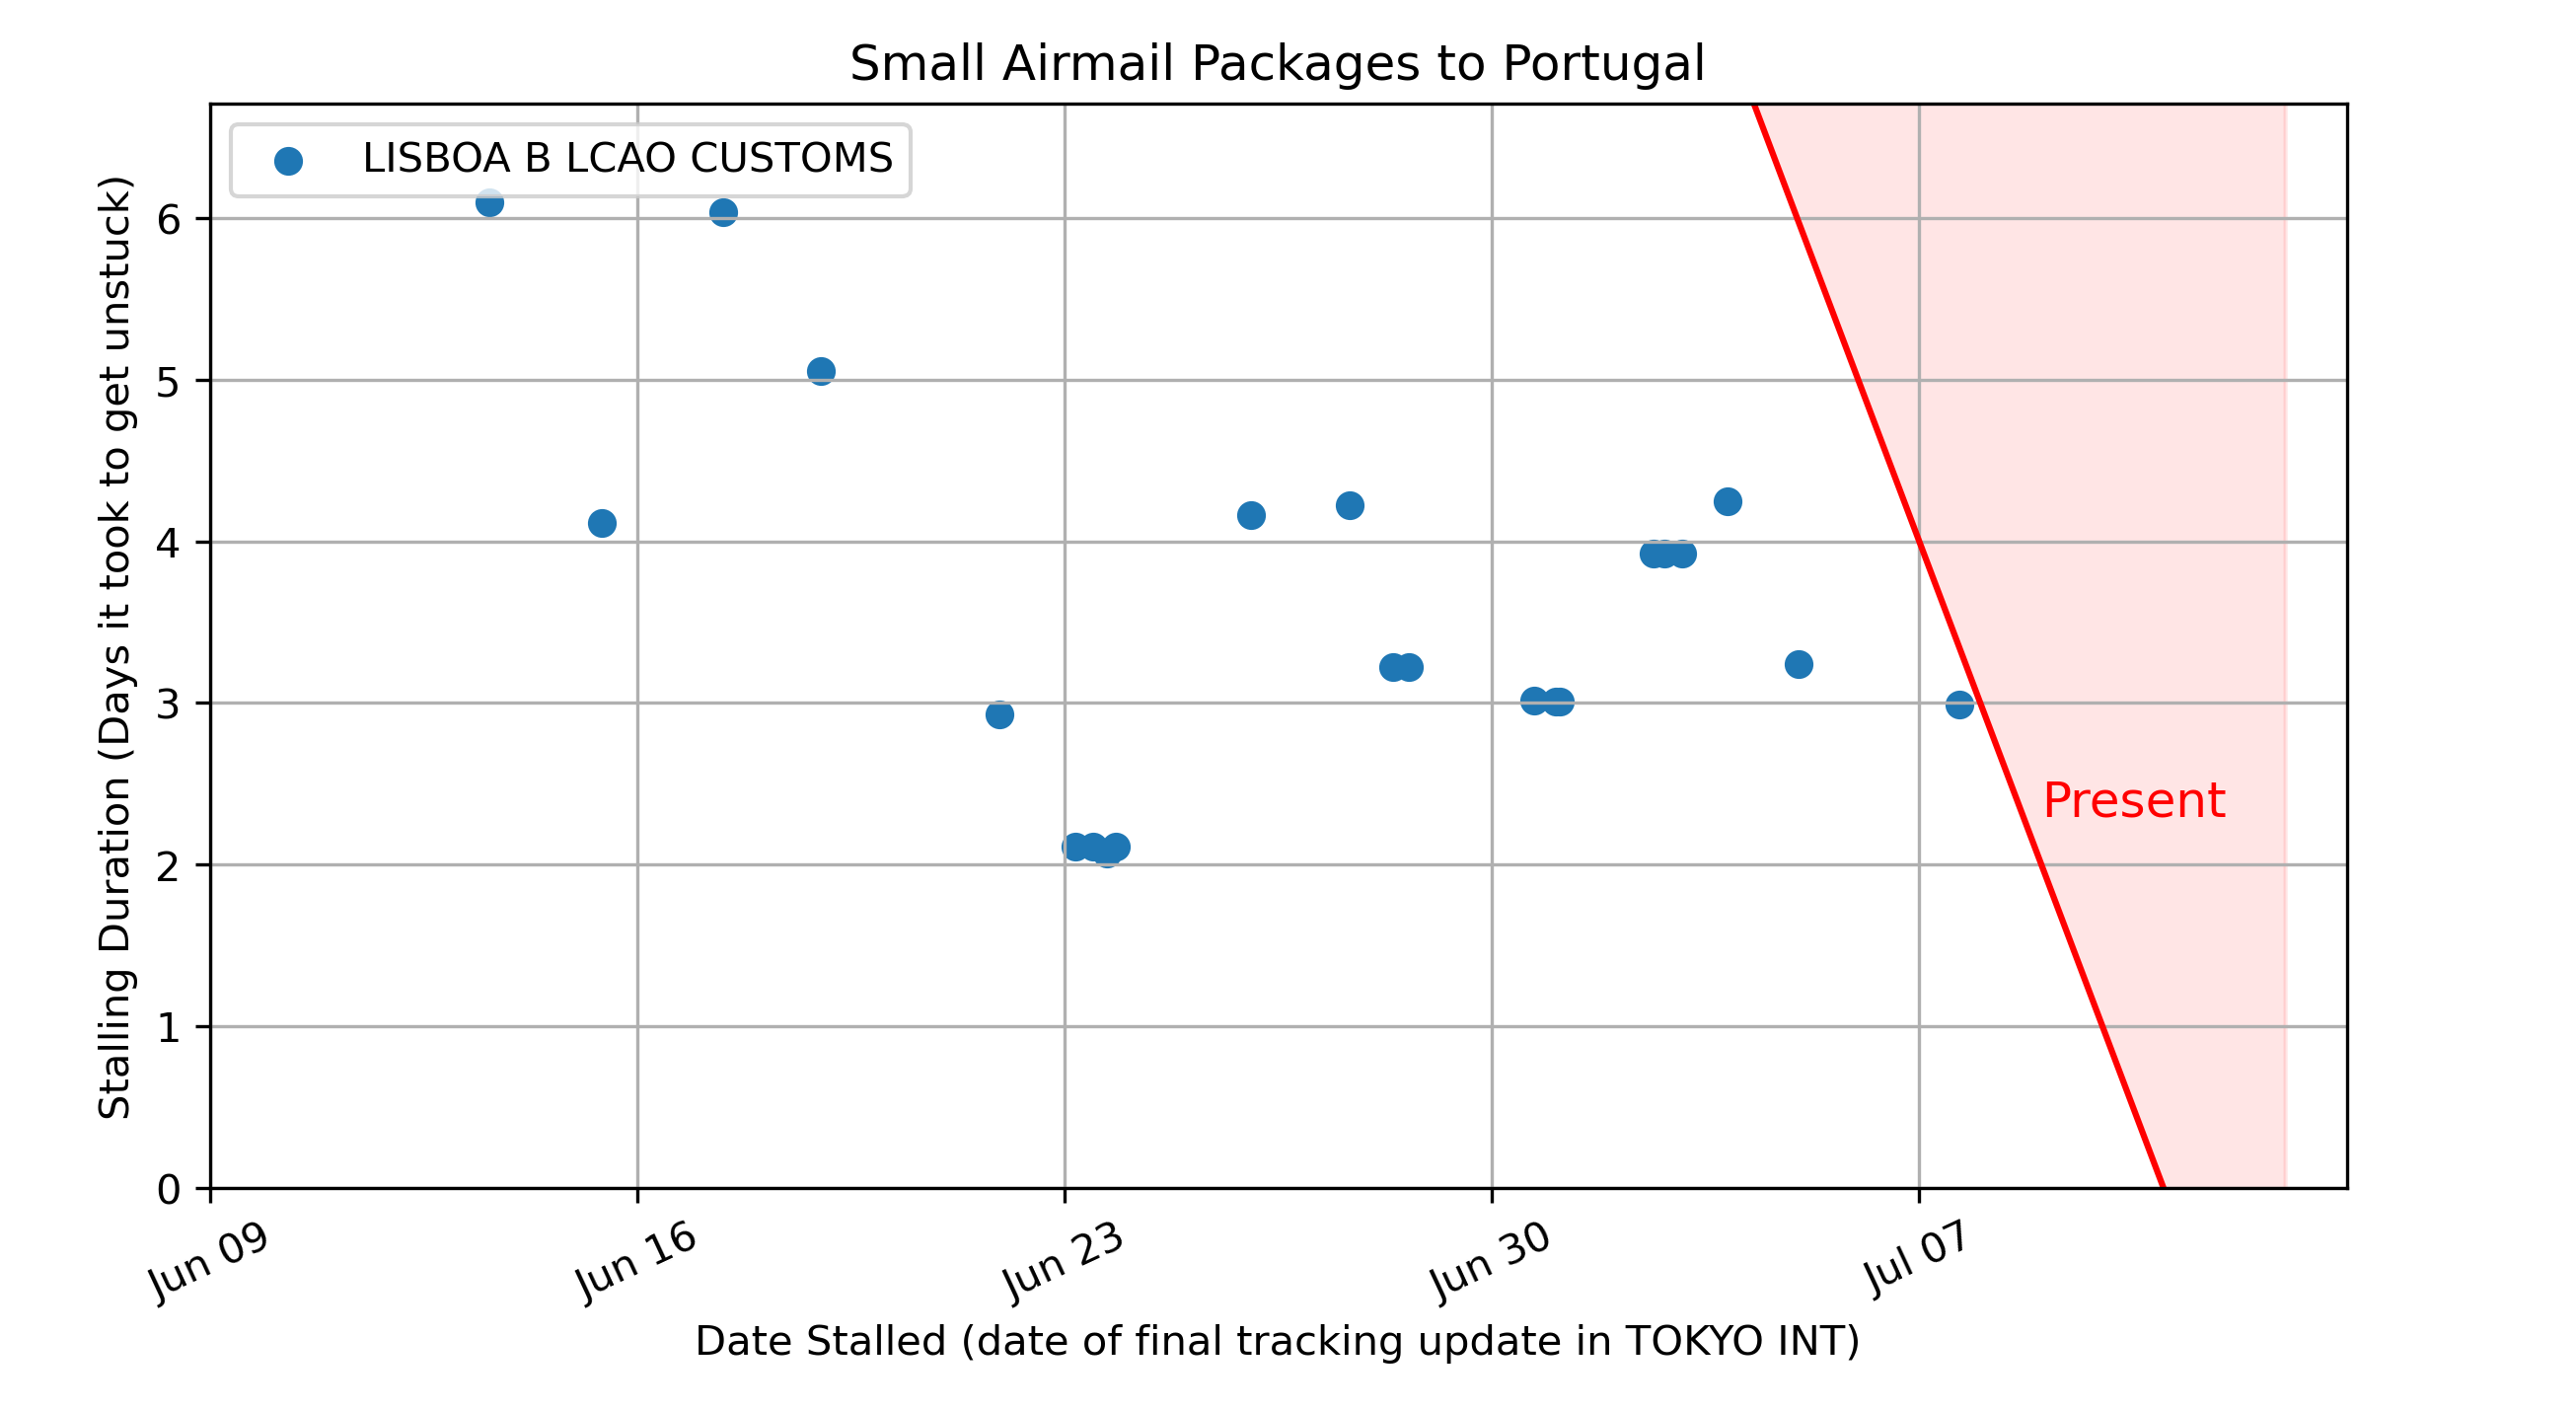 Small Airmail Packages to Portugal
LISBOA B LCAO CUSTOMS
Stalling Duration (Days it took to get unstuck)
6
5
4
3
2
1
0
Present
Jun 09
Jun 16
Jun 23
Jun 30
Jul 07
Date Stalled (date of final tracking update in TOKYO INT)